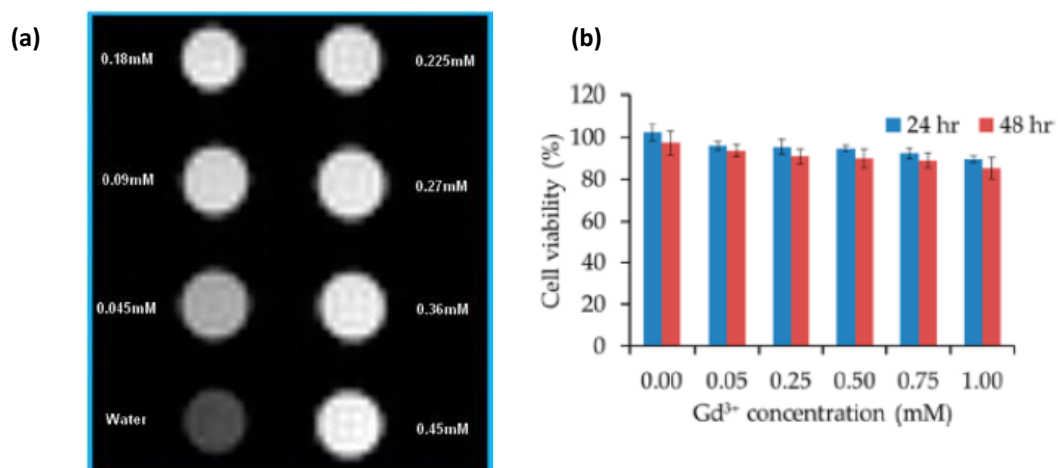 (a)
0.18mM
0.225mM
0.09mM
0.27mM
0.045mM
0.36mM
Water
0.45mM
(b)
120
100
80
60
40
20
0
Cell viability (%)
24 hr
48 hr
0.00 0.05 0.25 0.50 0.75 1.00
Gd³⁺ concentration (mM)